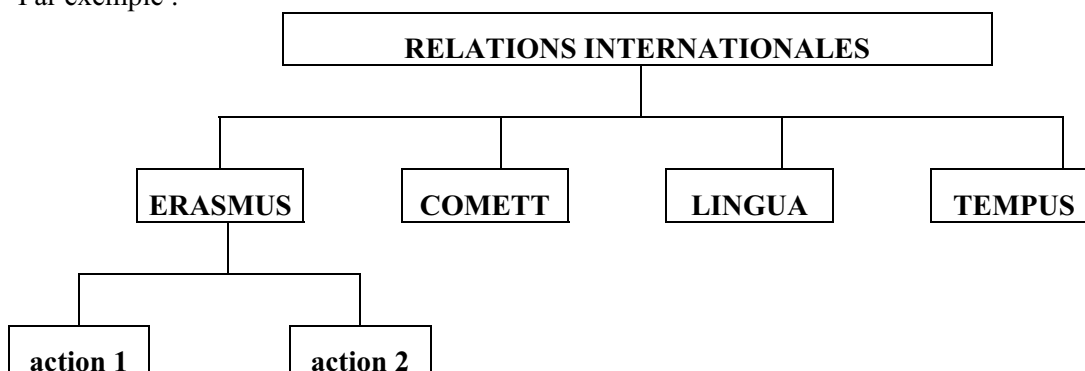 Par exemple :
RELATIONS INTERNATIONALES
ERASMUS COMETT LINGUA TEMPUS
action 1 action 2